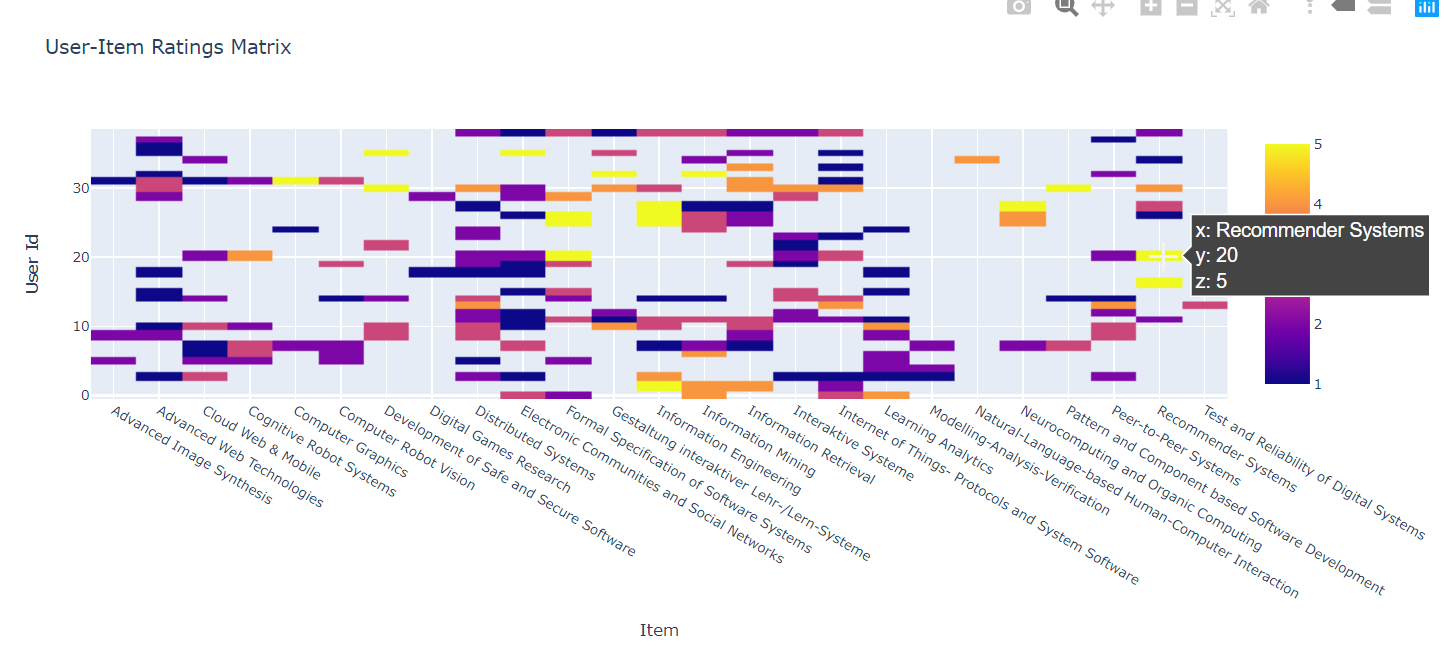 User-Item Ratings Matrix
User Id
30
20
10
0
5
4
2
1
x: Recommender Systems
y: 20
z: 5
Advanced Image Synthesis
Advanced Web Technologies
Cloud Web & Mobile
Cognitive Robot Systems
Computer Graphics
Computer Robot Vision
Development of Safe and Secure Software
Digital Games Research
Distributed Systems
Electronic Communities and Social Networks
Formal Specification of Software Systems
Gestaltung interaktiver Lehr-/Lern-Systeme
Information Engineering
Information Mining
Information Retrieval
Interaktive Systeme
Internet of Things- Protocols and System Software
Learning Analytics
Modelling-Analysis-Verification
Natural-Language-based Human-Computer Interaction
Neurocomputing and Organic Computing
Pattern and Component based Software Development
Peer-to-Peer Systems
Recommender Systems
Test and Reliability of Digital Systems
Item